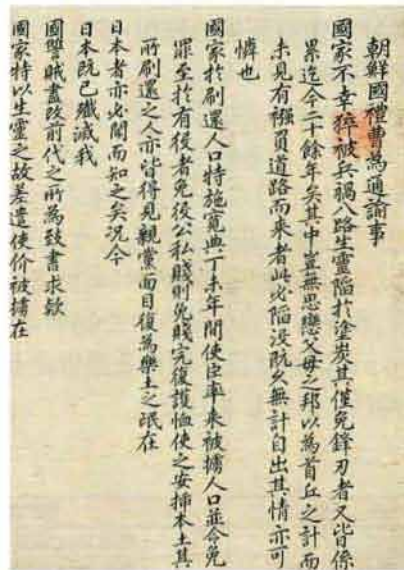 朝鮮國禮曹爲通諭事
國家不幸猝被兵禍八路生靈陷於塗炭其僅免鋒刃者又皆係
累迄今二十餘年矣其中豈無思戀父母之邦以爲首丘之計而
未見有襁負道路而來者此必陷沒旣久無計自出其情亦可
憐也
國家於刷還人口特施寬典丁未年間使臣率來被擄人口並令免
罪至於有役者免役公私賤則免賤完復護恤使之安揷本土其
所刷還之人亦皆得見親黨面目復爲樂土之氓在
日本者亦必聞而知之矣況今
日本旣已殲滅我
國讐賊盡改前代之所爲致書求欵
國家特以生靈之故差遣使价被擄在